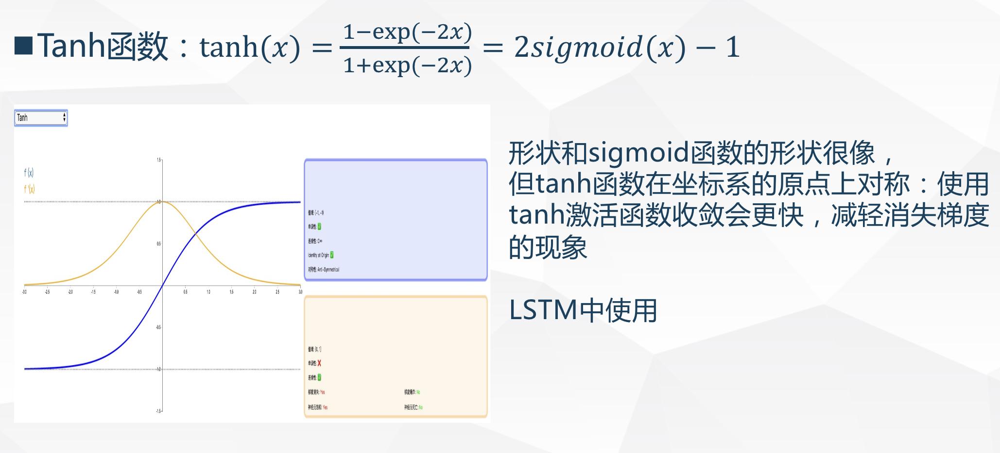 ■Tanh函数：tanh(x) = \frac{1−exp(−2x)}{1+exp(−2x)} = 2sigmoid(x) − 1
Tanh
f (x)
f '(x)
1.5
1.0
0.5
-3.0 -2.5 -2.0 -1.5 -1.0 -0.5 0.5 1.0 1.5 2.0 2.5 3.0
-0.5
-1.0
-1.5
值域: (-1, -1)
单调性: ✅
连续性: C∞
Identity at Origin: ✅
对称性: Anti-Symmetrical
值域: (0, 1]
单调性: ❌
连续性: ✅
梯度消失: Yes 梯度爆炸: No
神经元饱和: Yes 神经元死亡: No
形状和sigmoid函数的形状很像，
但tanh函数在坐标系的原点上对称：使用
tanh激活函数收敛会更快，减轻消失梯度
的现象
LSTM中使用